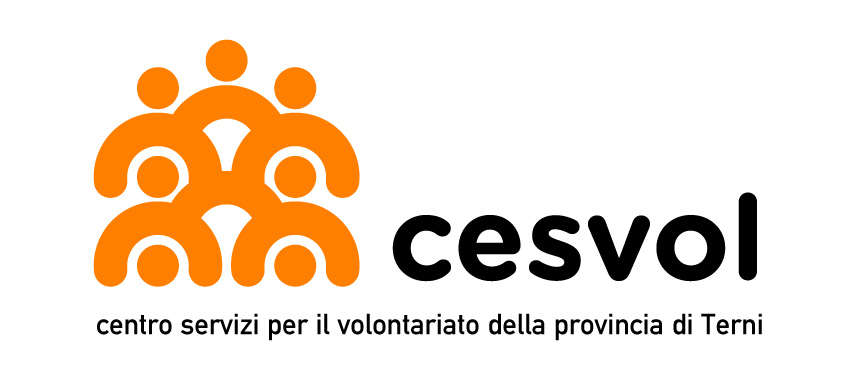 cesvol
centro servizi per il volontariato della provincia di Terni